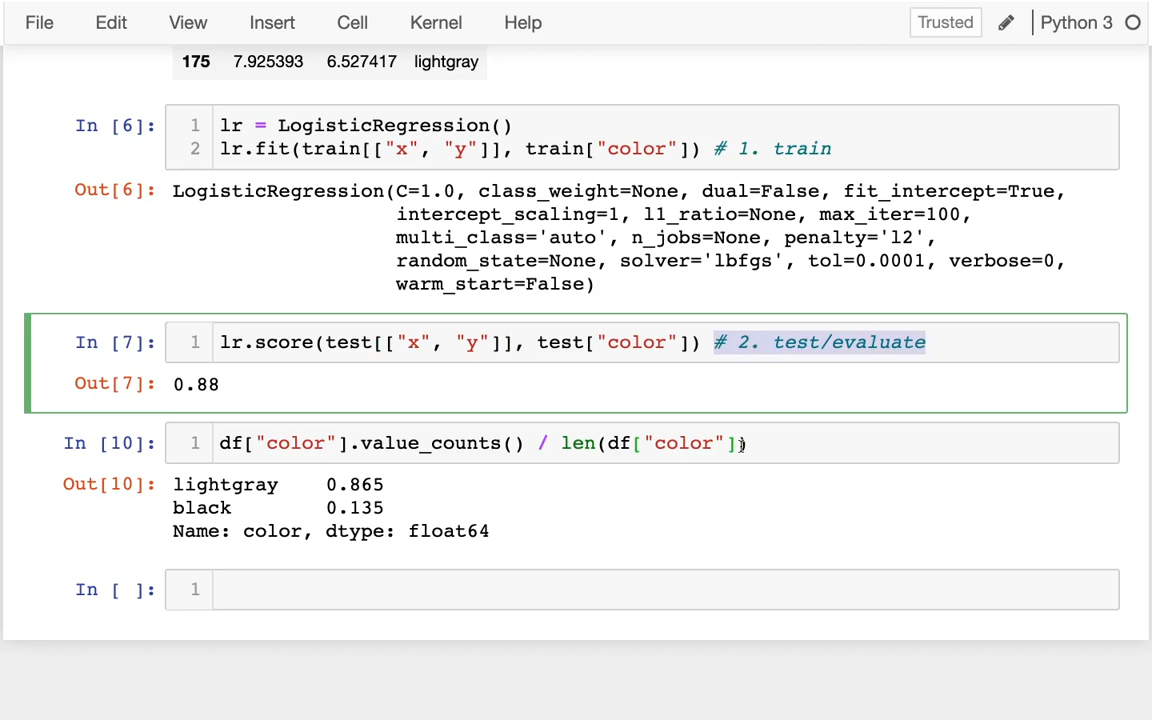 File Edit View Insert Cell Kernel Help Trusted Python 3
175 7.925393 6.527417 lightgray
In [6]: 1 lr = LogisticRegression()
2 lr.fit(train[["x", "y"]], train["color"]) # 1. train
Out[6]: LogisticRegression(C=1.0, class_weight=None, dual=False, fit_intercept=True,
intercept_scaling=1, l1_ratio=None, max_iter=100,
multi_class='auto', n_jobs=None, penalty='l2',
random_state=None, solver='lbfgs', tol=0.0001, verbose=0,
warm_start=False)
In [7]: 1 lr.score(test[["x", "y"]], test["color"]) # 2. test/evaluate
Out[7]: 0.88
In [10]: 1 df["color"].value_counts() / len(df["color"])
Out[10]: lightgray 0.865
black 0.135
Name: color, dtype: float64
In [ ]: 1